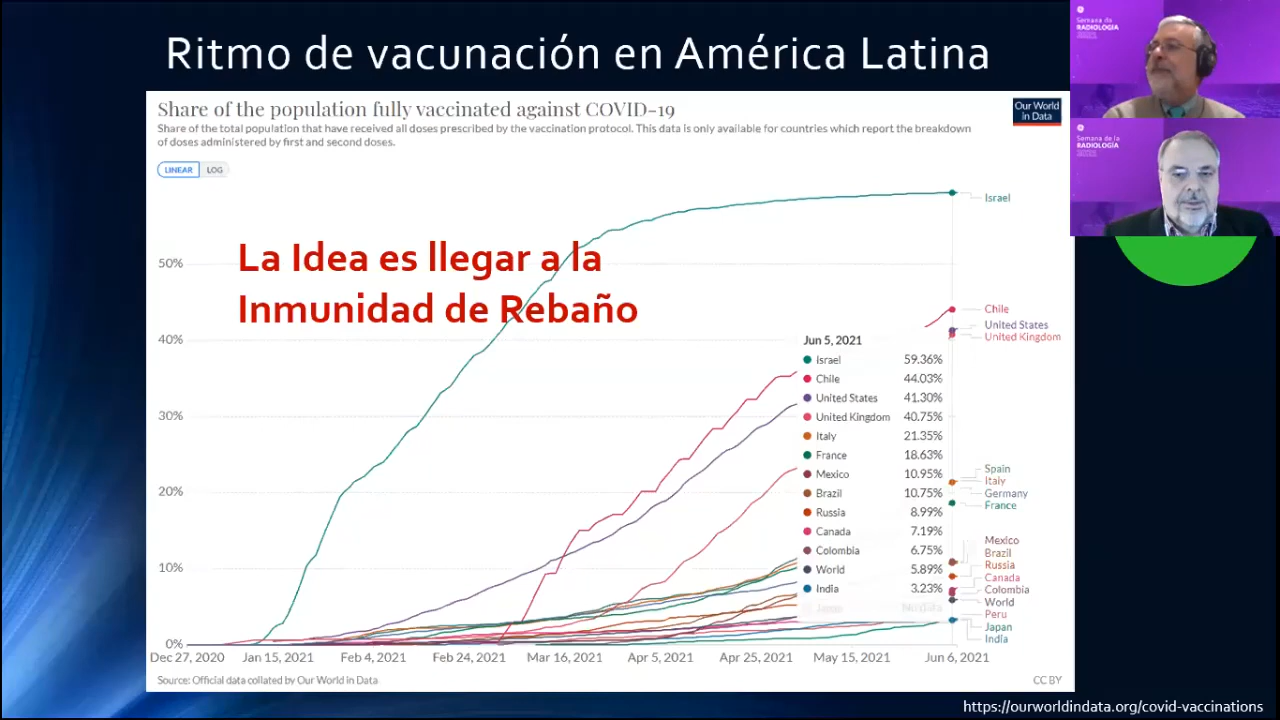 Ritmo de vacunación en América Latina
Share of the population fully vaccinated against COVID-19
Share of the total population that have received all doses prescribed by the vaccination protocol. This data is only available for countries which report the breakdown
of doses administered by first and second doses.
Our World
in Data
LINEAR LOG
La Idea es llegar a la
Inmunidad de Rebaño
50%
40%
30%
20%
10%
0%
Dec 27, 2020 Jan 15, 2021 Feb 4, 2021 Feb 24, 2021 Mar 16, 2021 Apr 5, 2021 Apr 25, 2021 May 15, 2021 Jun 6, 2021
Jun 5, 2021
Israel 59.36%
Chile 44.03%
United States 41.30%
United Kingdom 40.75%
Italy 21.35%
France 18.63%
Mexico 10.95%
Brazil 10.75%
Russia 8.99%
Canada 7.19%
Colombia 6.75%
World 5.89%
India 3.23%
Japan No data
Israel
Chile
United States
United Kingdom
Spain
Italy
Germany
France
Mexico
Brazil
Russia
Canada
Colombia
World
Peru
Japan
India
Source: Official data collated by Our World in Data
CC BY
https://ourworldindata.org/covid-vaccinations
Semana de
RADIOLOGÍA
Semana de la
RADIOLOGÍA